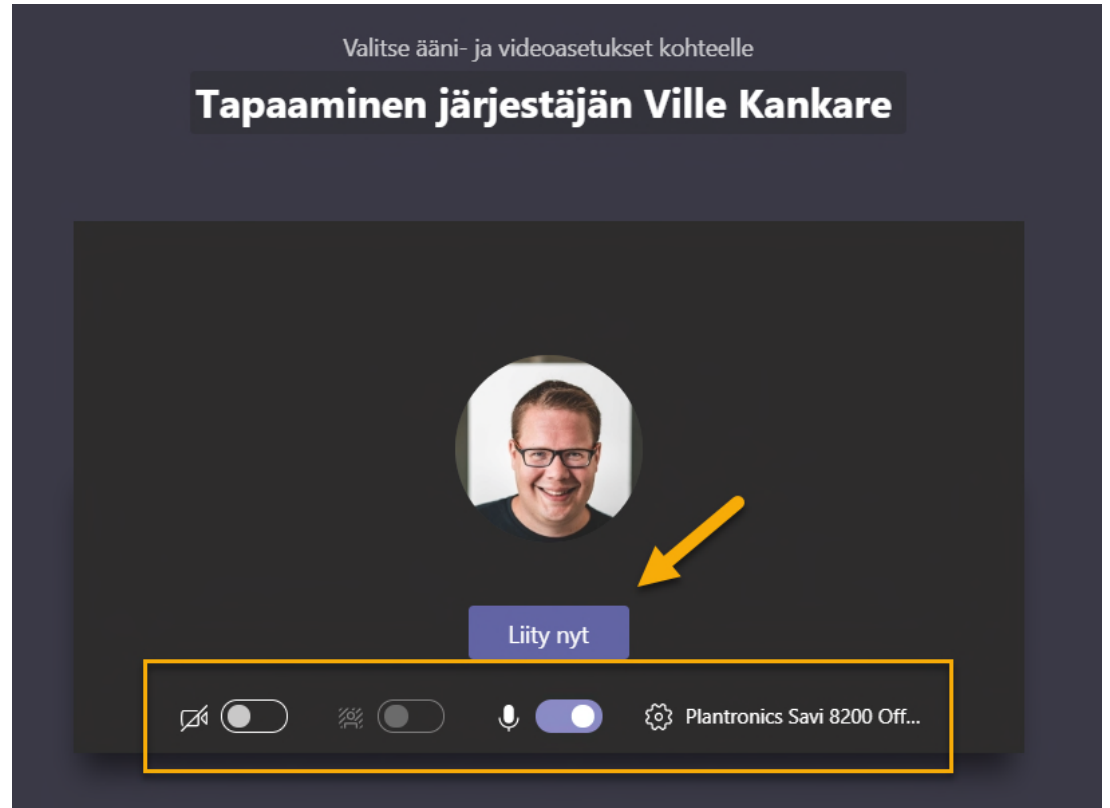 Valitse ääni- ja videoasetukset kohteelle
Tapaaminen järjestäjän Ville Kankare
Liity nyt
Plantronics Savi 8200 Off...